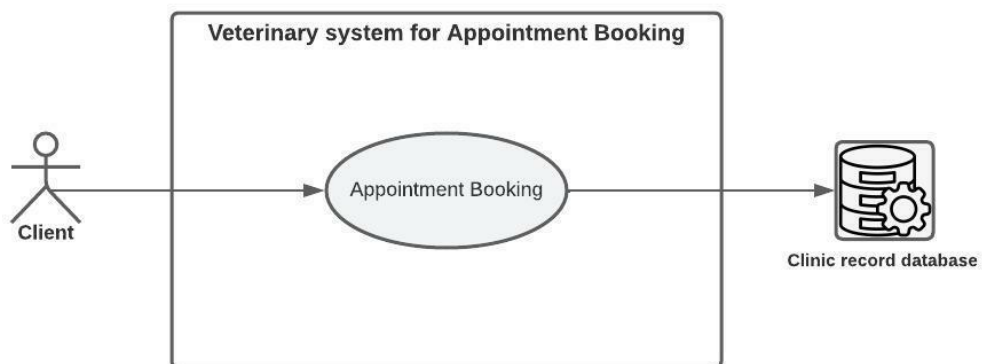 Veterinary system for Appointment Booking
Appointment Booking
Client
Clinic record database